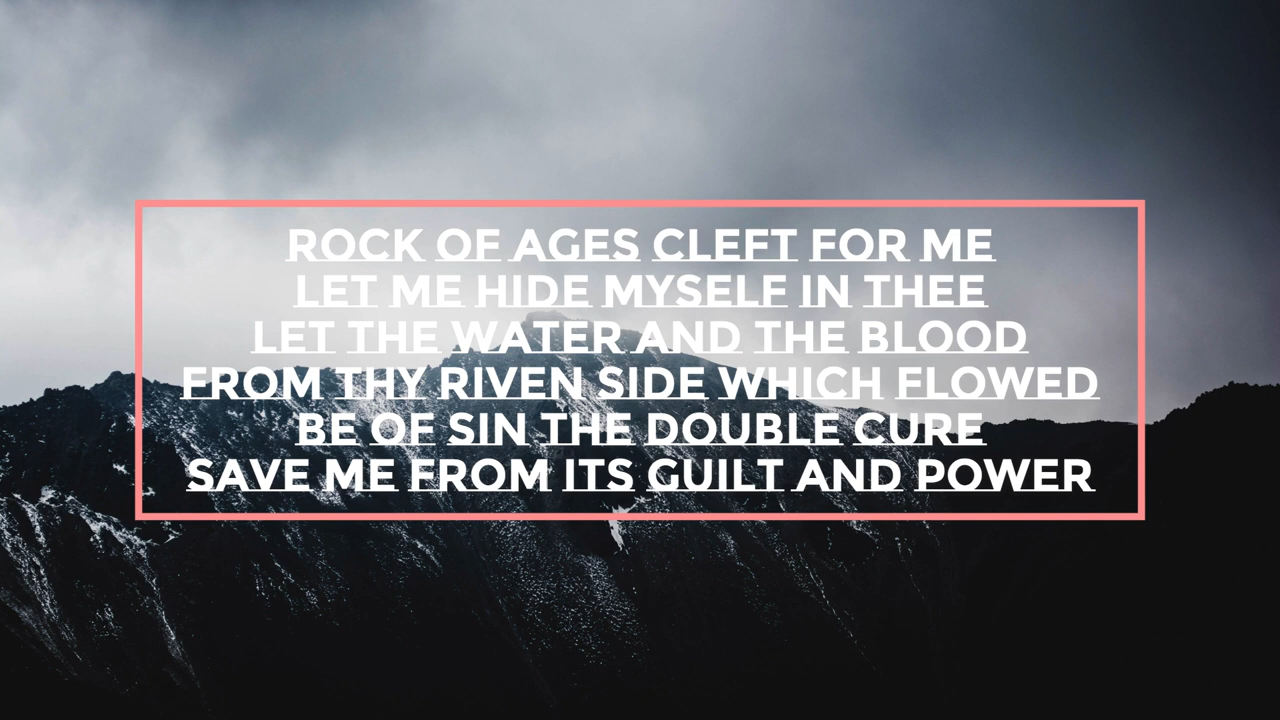 ROCK OF AGES CLEFT FOR ME
LET ME HIDE MYSELF IN THEE
LET THE WATER AND THE BLOOD
FROM THY RIVEN SIDE WHICH FLOWED
BE OF SIN THE DOUBLE CURE
SAVE ME FROM ITS GUILT AND POWER